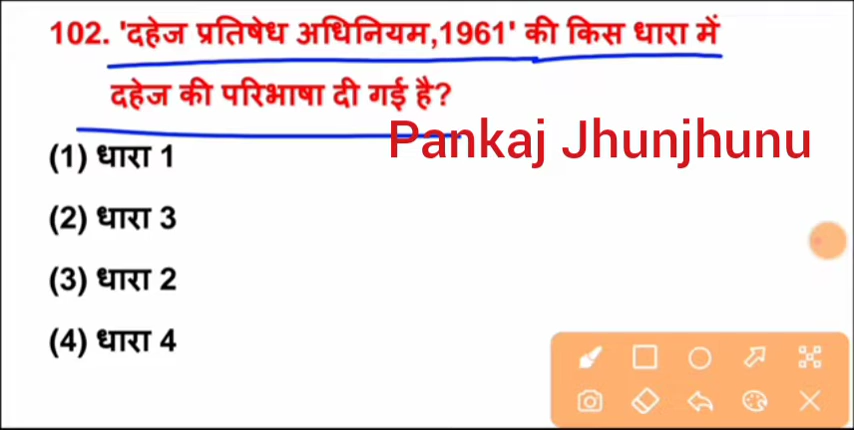 102. 'दहेज प्रतिषेध अधिनियम,1961' की किस धारा में
दहेज की परिभाषा दी गई है?
Pankaj Jhunjhunu
(1) धारा 1
(2) धारा 3
(3) धारा 2
(4) धारा 4